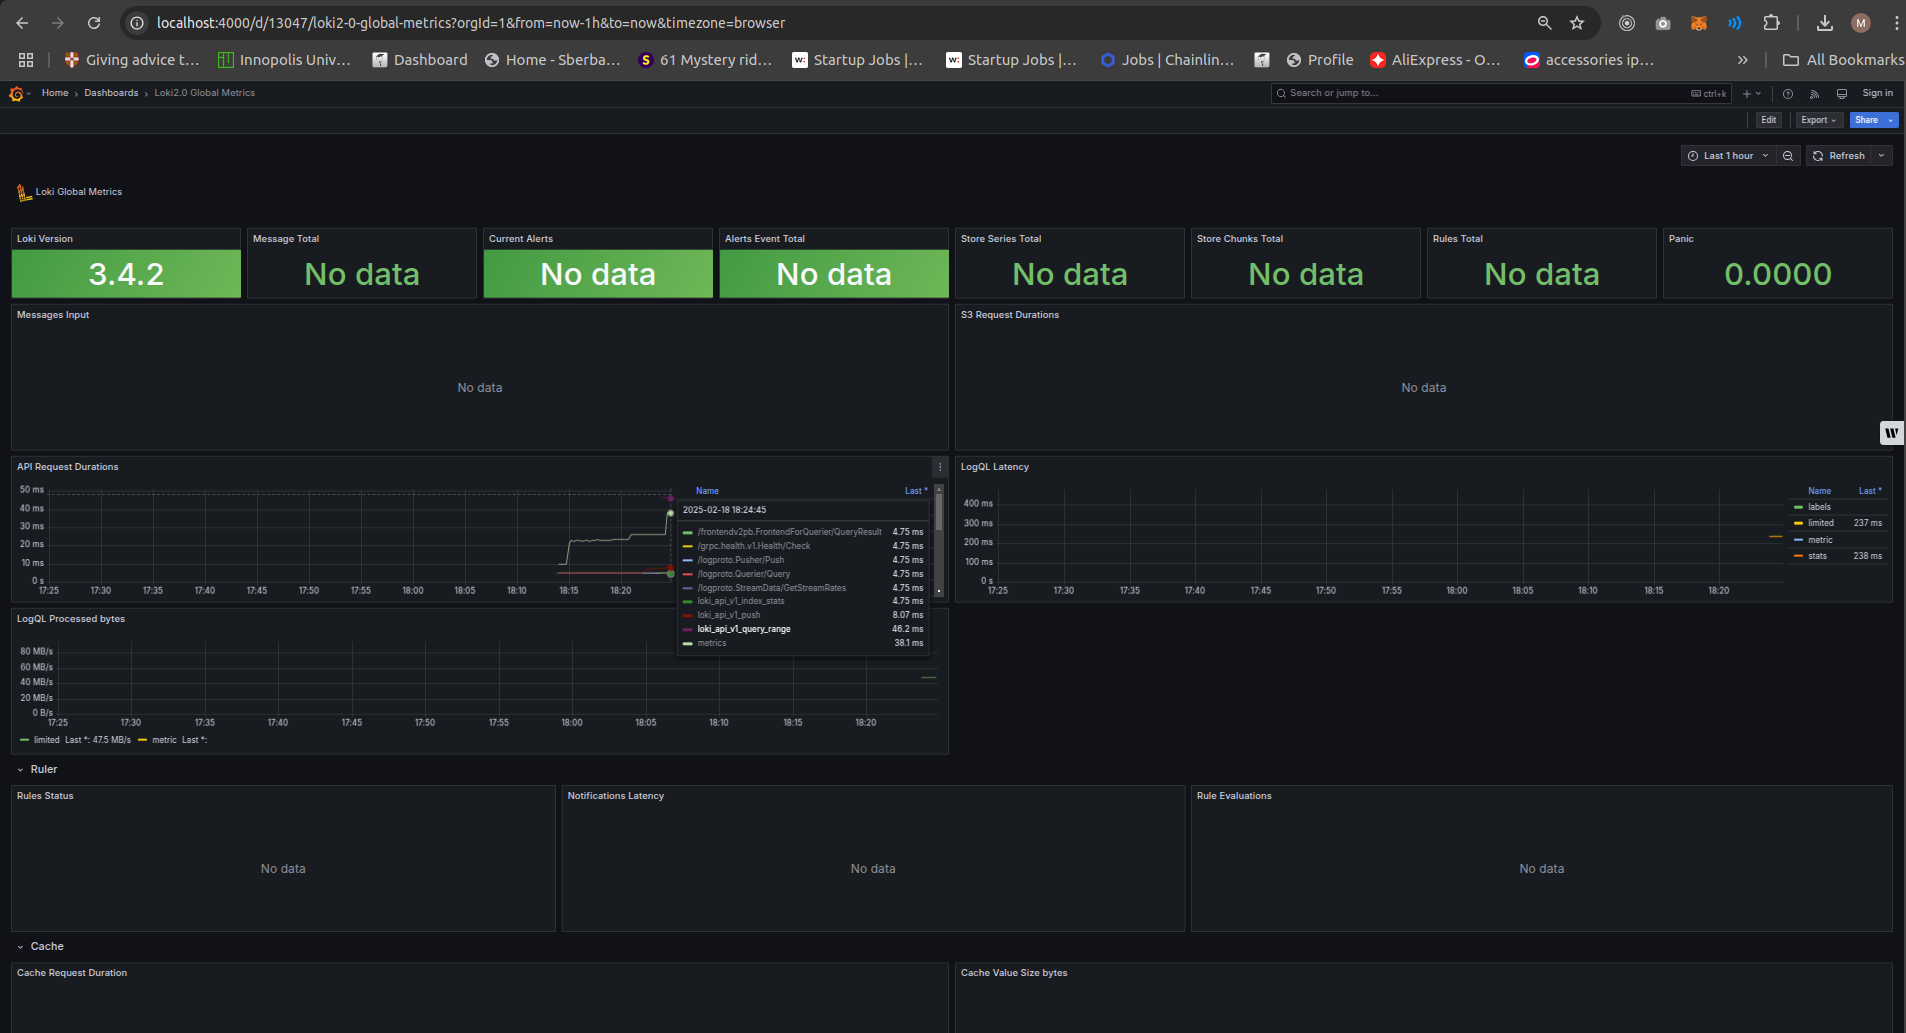 localhost:4000/d/13047/loki2-0-global-metrics?orgId=1&from=now-1h&to=now&timezone=browser
M
Giving advice t... Innopolis Univ... Dashboard Home - Sberba... 61 Mystery rid... Startup Jobs |... Startup Jobs |... Jobs | Chainlin... Profile AliExpress - O... accessories ip... » All Bookmarks
Home › Dashboards › Loki2.0 Global Metrics Search or jump to... ctrl+k Sign in
Edit Export Share
Last 1 hour Refresh
Loki Global Metrics
Loki Version Message Total Current Alerts Alerts Event Total Store Series Total Store Chunks Total Rules Total Panic
3.4.2 No data No data No data No data No data No data 0.0000
Messages Input S3 Request Durations
No data No data
API Request Durations
50 ms
40 ms
30 ms
20 ms
10 ms
0 s
17:25 17:30 17:35 17:40 17:45 17:50 17:55 18:00 18:05 18:10 18:15 18:20
Name Last *
2025-02-18 18:24:45
/frontendv2pb.FrontendForQuerier/QueryResult 4.75 ms
/grpc.health.v1.Health/Check 4.75 ms
/logproto.Pusher/Push 4.75 ms
/logproto.Querier/Query 4.75 ms
/logproto.StreamData/GetStreamRates 4.75 ms
loki_api_v1_index_stats 4.75 ms
loki_api_v1_push 8.07 ms
loki_api_v1_query_range 46.2 ms
metrics 38.1 ms
LogQL Latency
400 ms
300 ms
200 ms
100 ms
0 s
17:25 17:30 17:35 17:40 17:45 17:50 17:55 18:00 18:05 18:10 18:15 18:20
Name Last *
labels
limited 237 ms
metric
stats 238 ms
LogQL Processed bytes
80 MB/s
60 MB/s
40 MB/s
20 MB/s
0 B/s
17:25 17:30 17:35 17:40 17:45 17:50 17:55 18:00 18:05 18:10 18:15 18:20
limited Last *: 47.5 MB/s metric Last *:
Ruler
Rules Status Notifications Latency Rule Evaluations
No data No data No data
Cache
Cache Request Duration Cache Value Size bytes